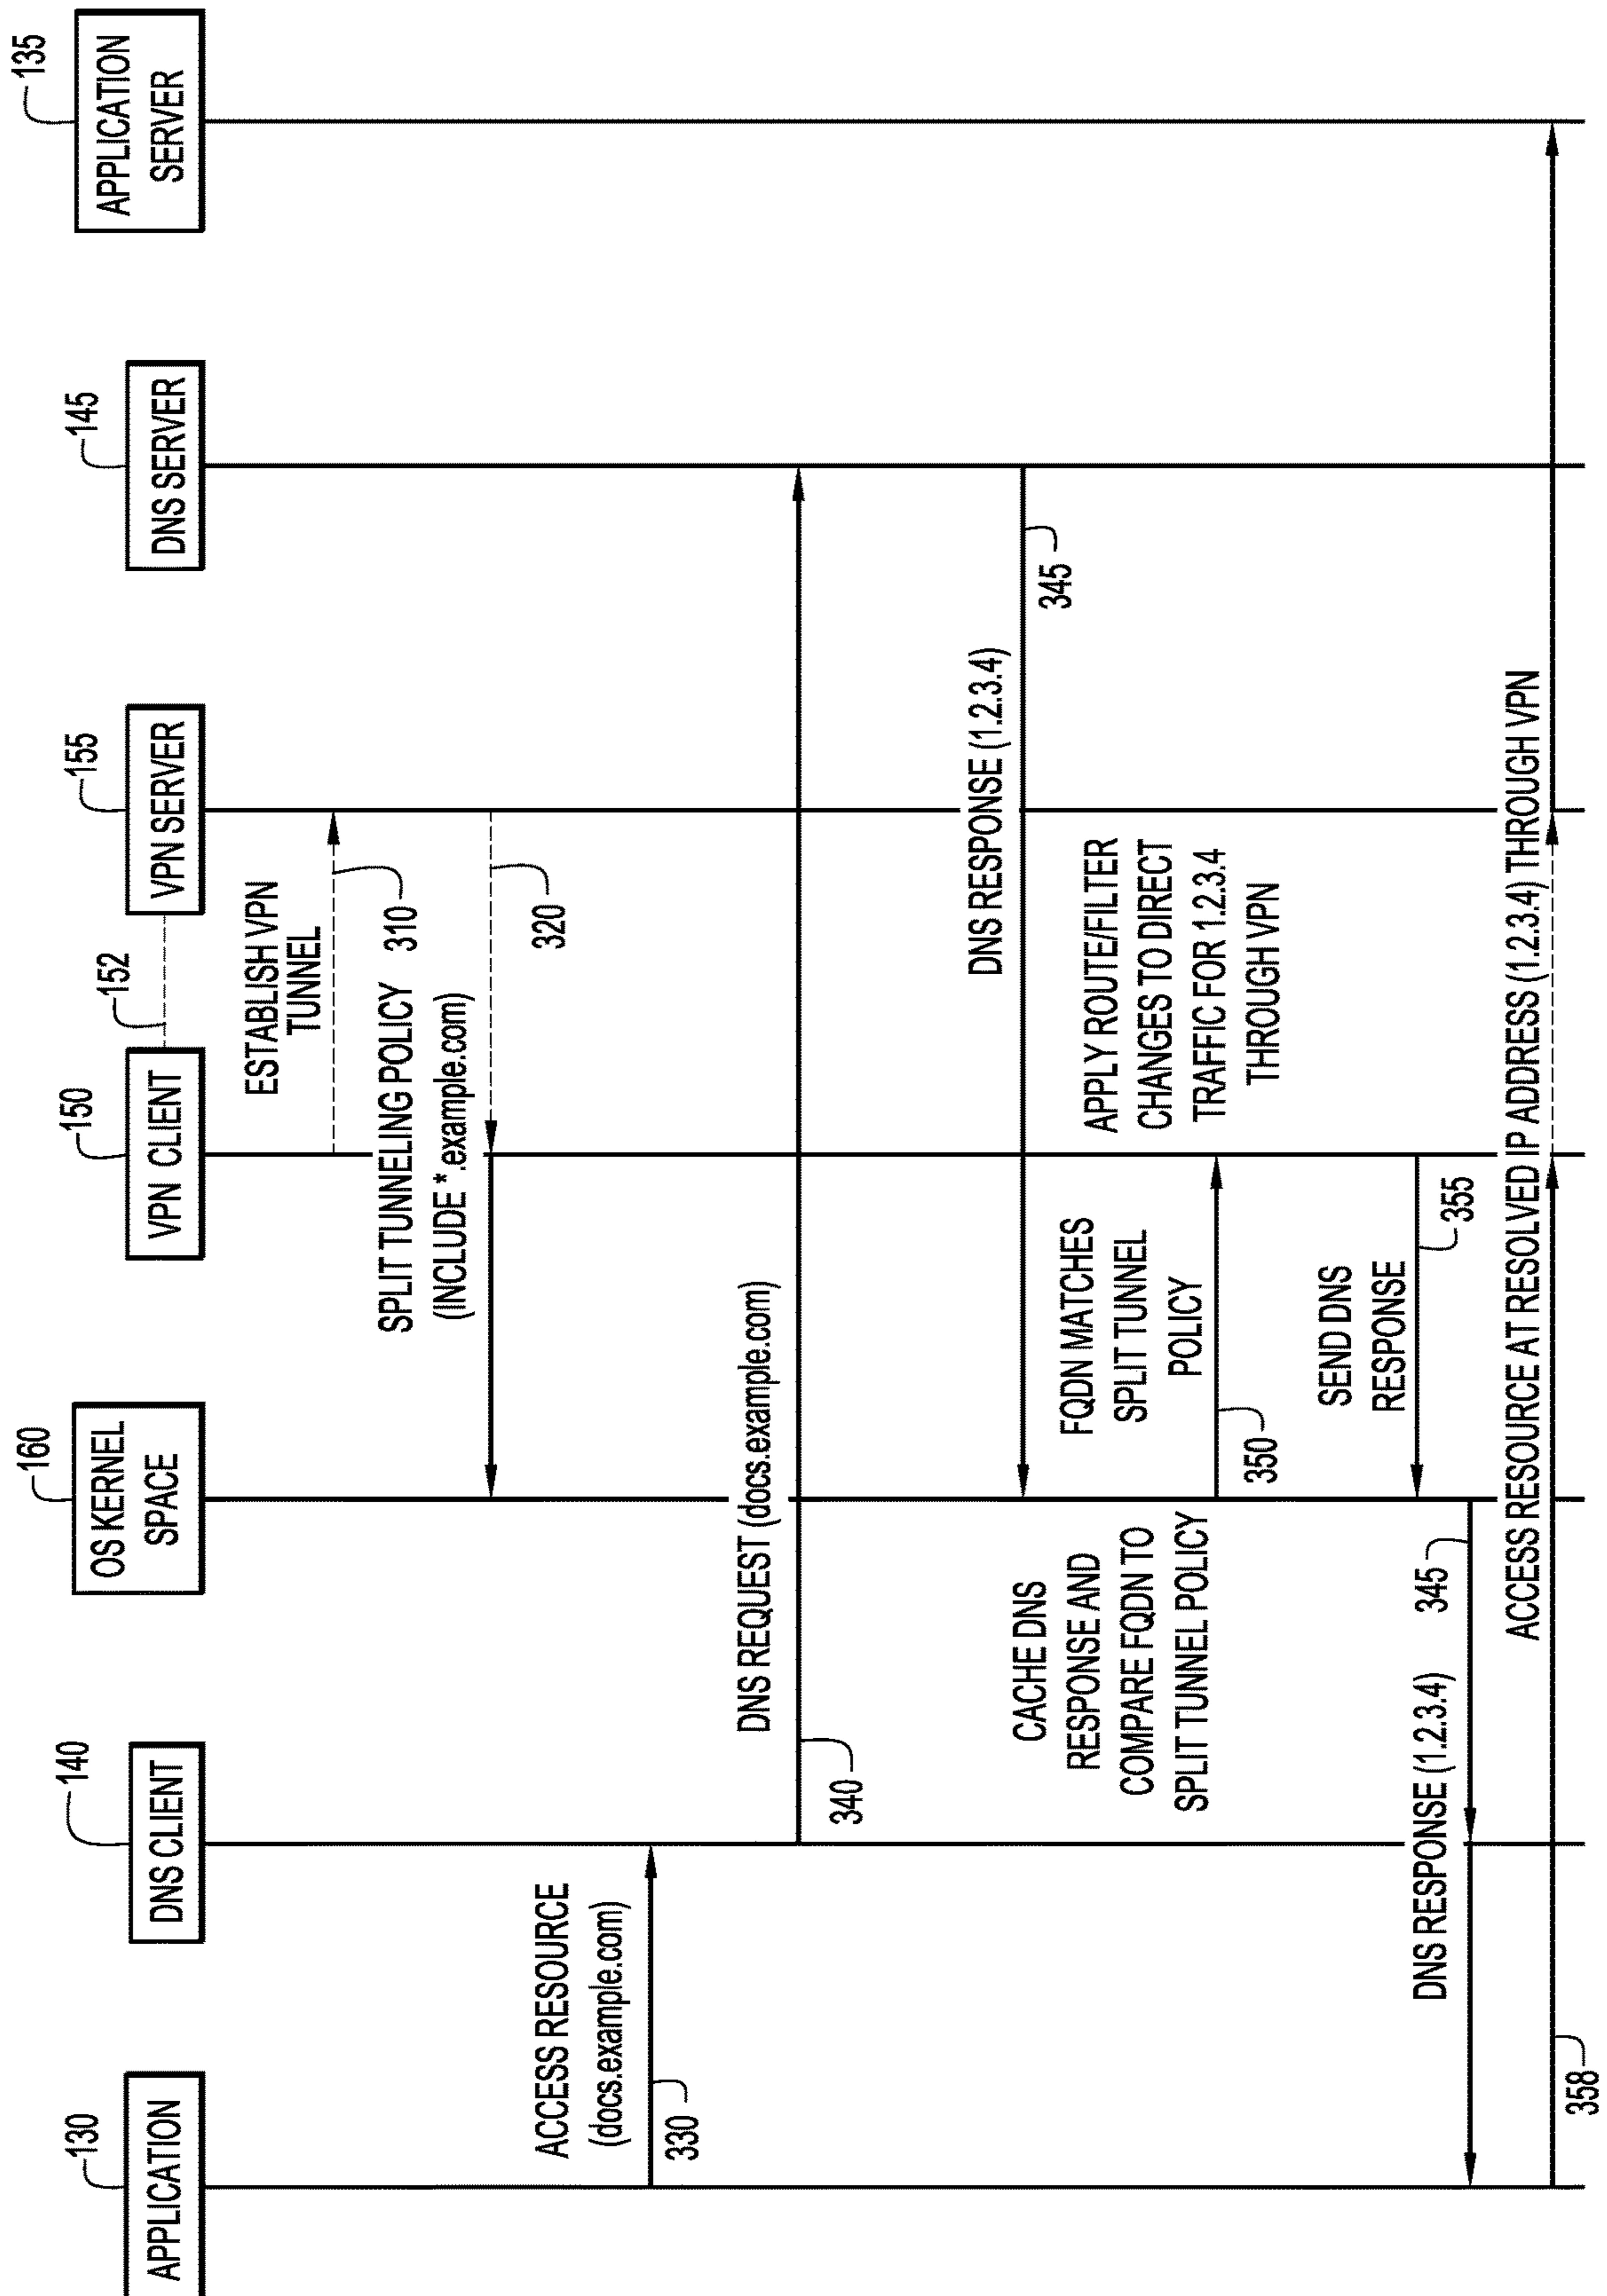 130
APPLICATION
140
DNS CLIENT
160
OS KERNEL
SPACE
150
VPN CLIENT
152
155
VPN SERVER
145
DNS SERVER
135
APPLICATION
SERVER
ESTABLISH VPN
TUNNEL
310
SPLIT TUNNELING POLICY
(INCLUDE *.example.com)
320
ACCESS RESOURCE
(docs.example.com)
330
DNS REQUEST (docs.example.com)
340
DNS RESPONSE (1.2.3.4)
345
CACHE DNS
RESPONSE AND
COMPARE FQDN TO
SPLIT TUNNEL POLICY
FQDN MATCHES
SPLIT TUNNEL
POLICY
350
APPLY ROUTE/FILTER
CHANGES TO DIRECT
TRAFFIC FOR 1.2.3.4
THROUGH VPN
SEND DNS
RESPONSE
355
DNS RESPONSE (1.2.3.4)
345
ACCESS RESOURCE AT RESOLVED IP ADDRESS (1.2.3.4) THROUGH VPN
358